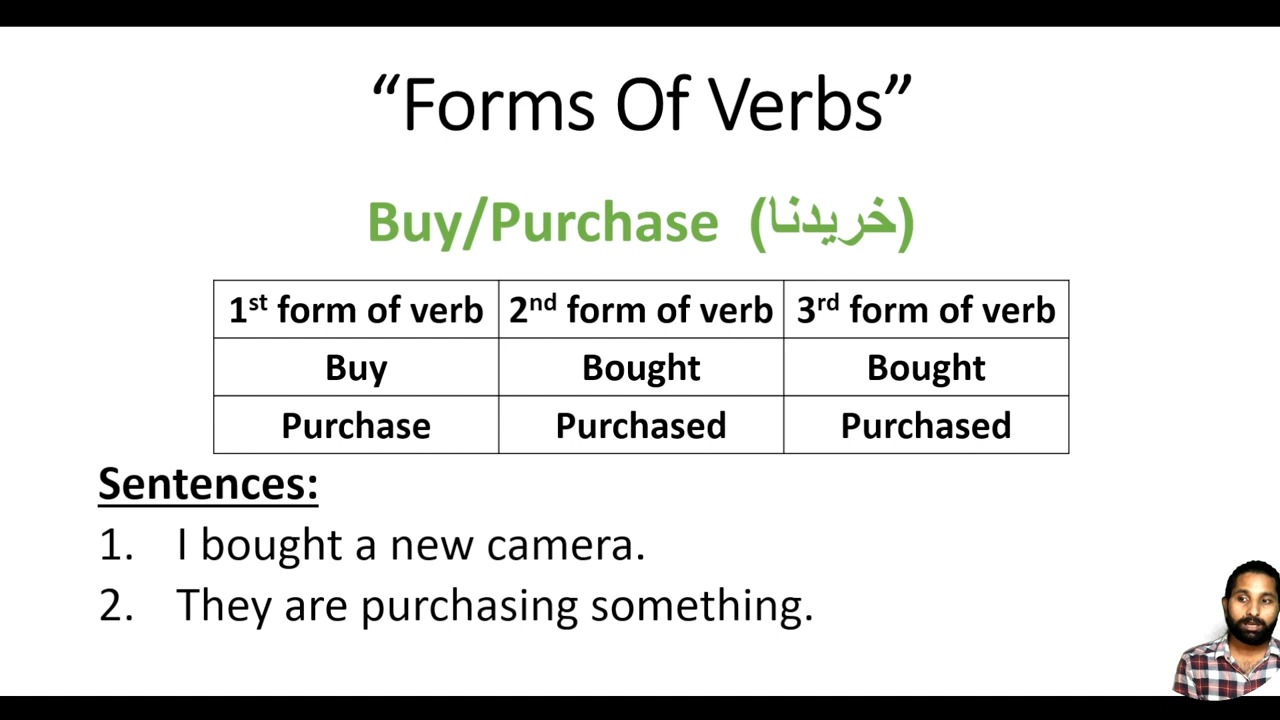 “Forms Of Verbs”
Buy/Purchase (خریدنا)
1st form of verb 2nd form of verb 3rd form of verb
Buy Bought Bought
Purchase Purchased Purchased
Sentences:
1. I bought a new camera.
2. They are purchasing something.